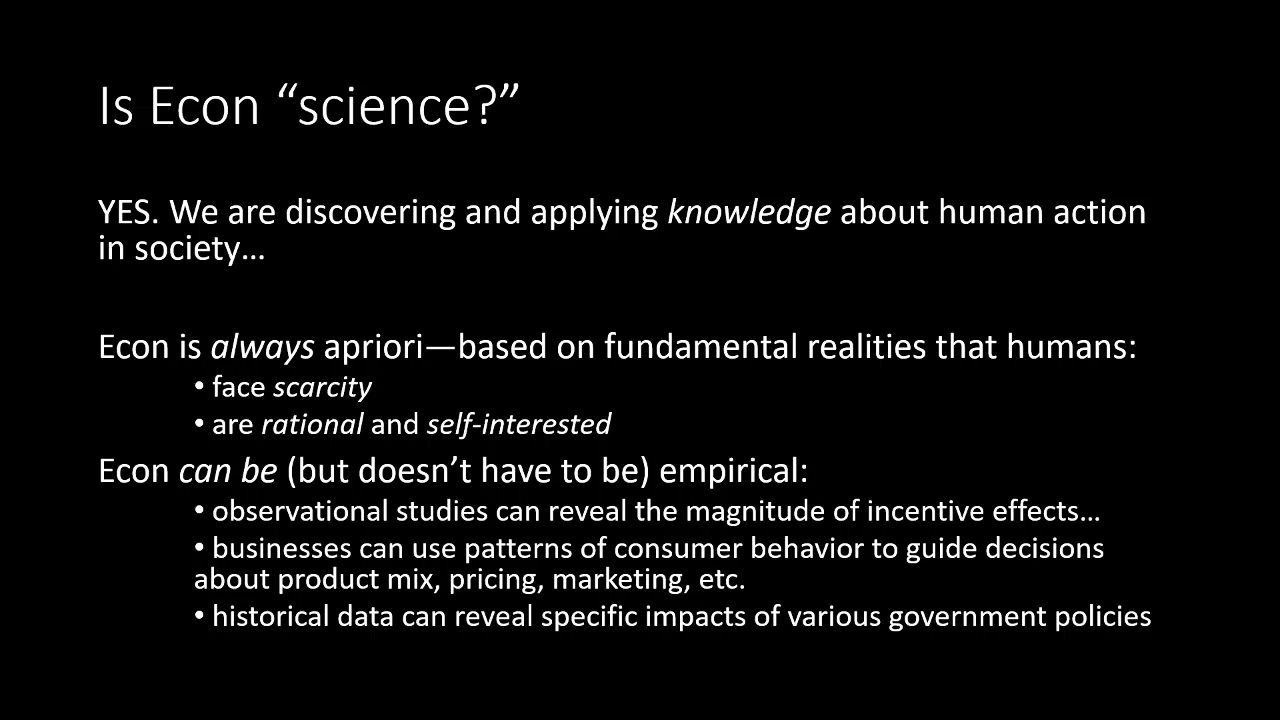 Is Econ “science?”
YES. We are discovering and applying knowledge about human action
in society…
Econ is always apriori—based on fundamental realities that humans:
• face scarcity
• are rational and self-interested
Econ can be (but doesn’t have to be) empirical:
• observational studies can reveal the magnitude of incentive effects…
• businesses can use patterns of consumer behavior to guide decisions
about product mix, pricing, marketing, etc.
• historical data can reveal specific impacts of various government policies